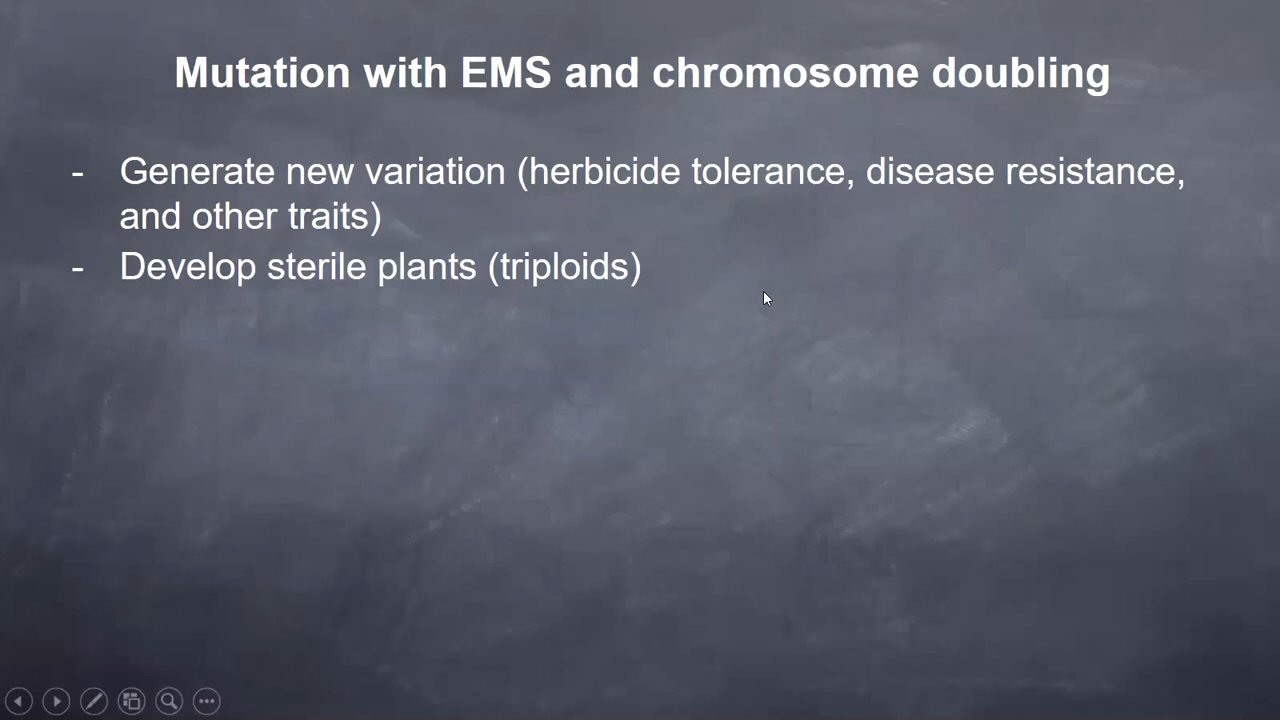 Mutation with EMS and chromosome doubling
- Generate new variation (herbicide tolerance, disease resistance,
and other traits)
- Develop sterile plants (triploids)